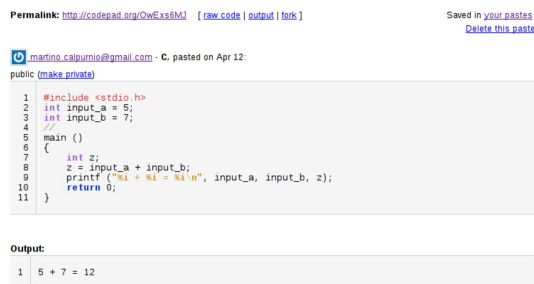 Permalink: http://codepad.org/OwExs6MJ [ raw code | output | fork ] Saved in your pastes
Delete this paste
martino.calpurnio@gmail.com - C, pasted on Apr 12:
public (make private)
1 #include <stdio.h>
2 int input_a = 5;
3 int input_b = 7;
4 //
5 main ()
6 {
7 int z;
8 z = input_a + input_b;
9 printf ("%i + %i = %i\n", input_a, input_b, z);
10 return 0;
11 }
Output:
1 5 + 7 = 12